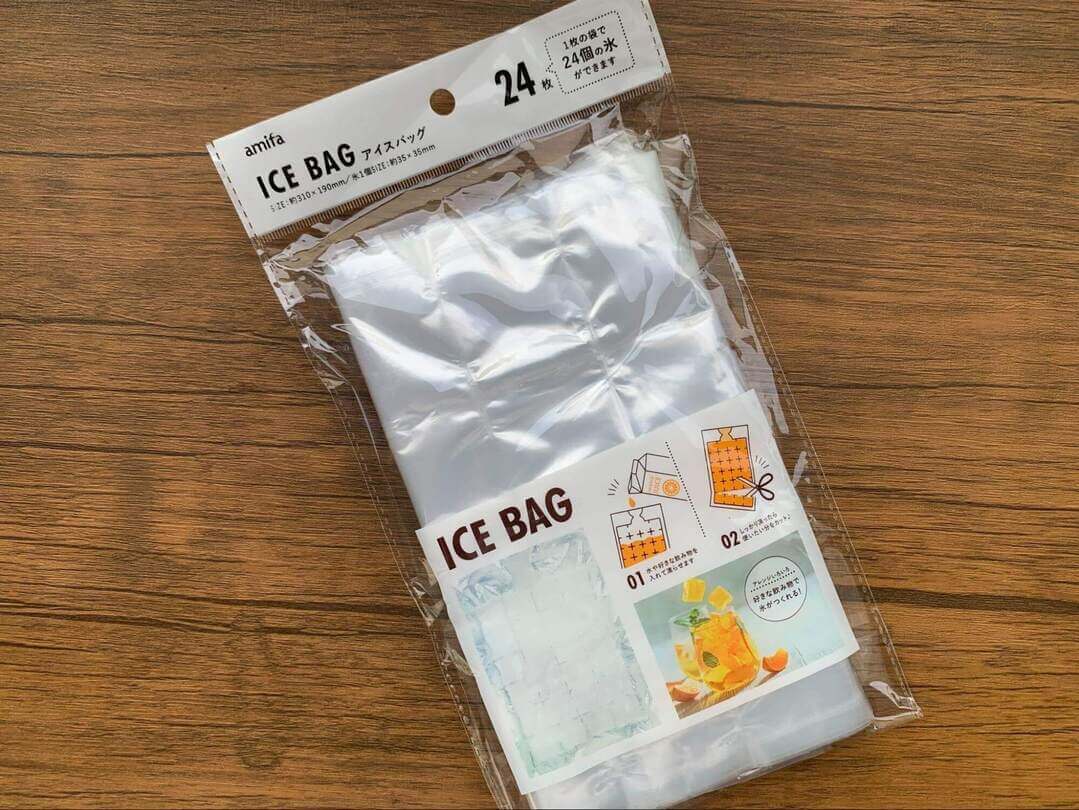 amifa
ICE BAG アイスバッグ
SIZE:約310×190mm/氷1個SIZE:約35×35mm
24枚
1枚の袋で
24個の氷
ができます
ICE BAG
01 水や好きな飲み物を
入れて凍らせます
02 しっかり凍ったら
使いたい分をカット♪
アレンジいろいろ
好きな飲み物で
氷がつくれる!